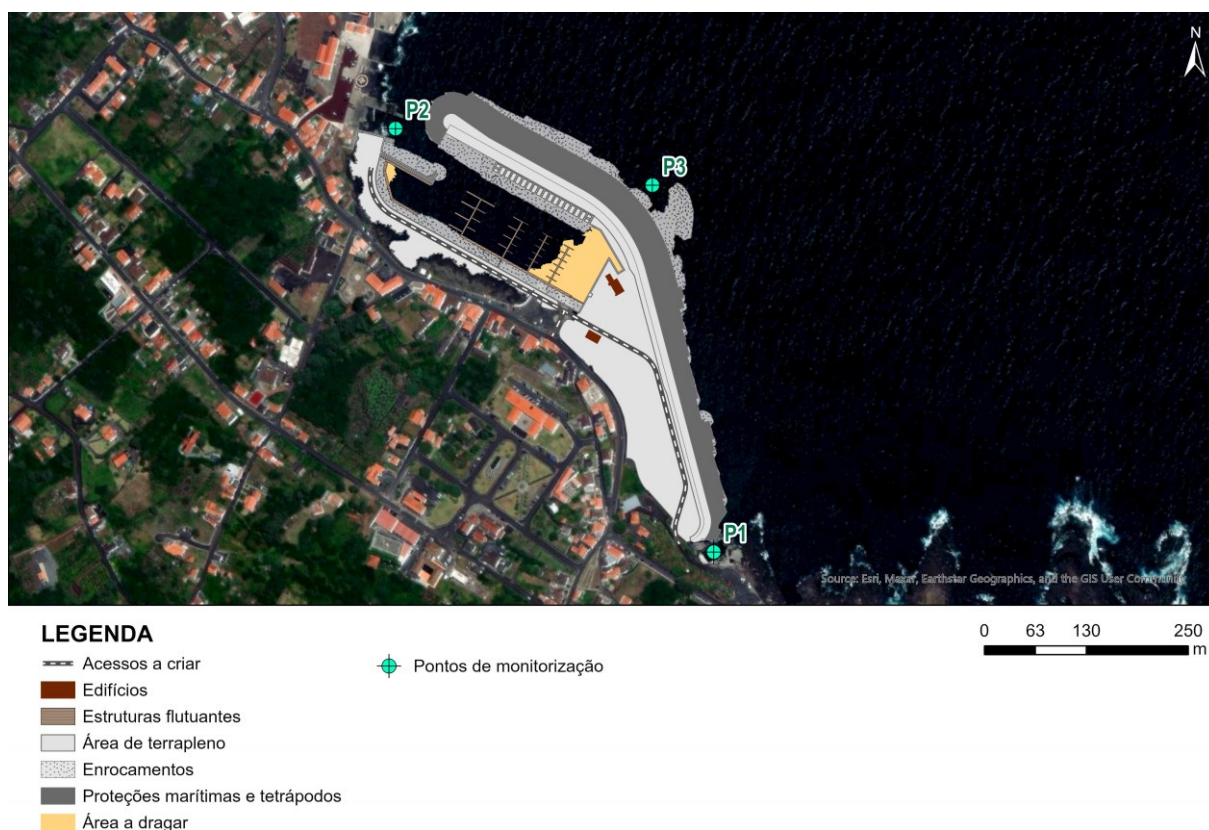 N
P2
P3
P1
Source: Esri, Maxar, Earthstar Geographics, and the GIS User Community
LEGENDA
0 63 130 250
m
Acessos a criar
Pontos de monitorização
Edifícios
Estruturas flutuantes
Área de terrapleno
Enrocamentos
Proteções marítimas e tetrápodos
Área a dragar